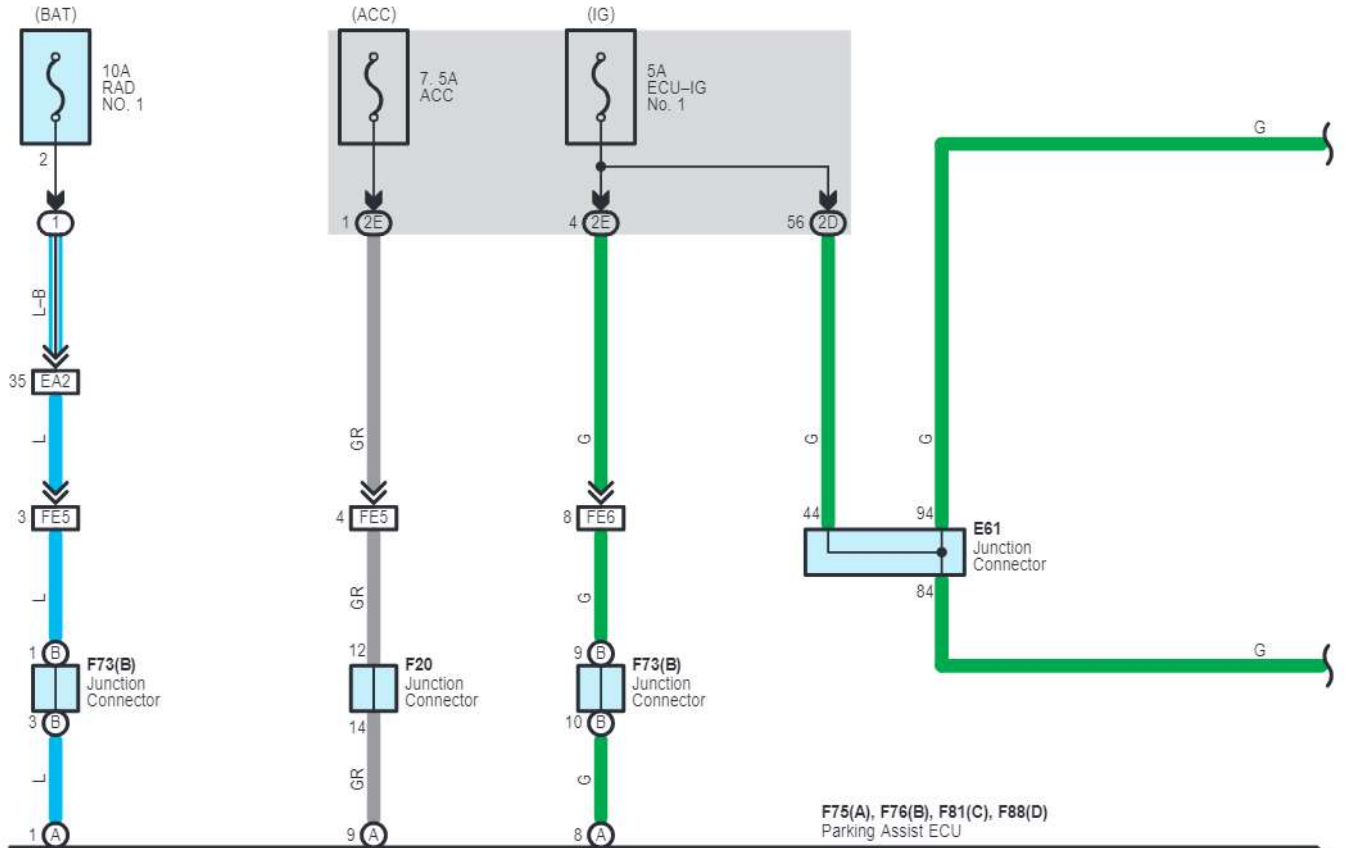 (BAT)
(ACC)
(IG)
10A
RAD
NO. 1
7. 5A
ACC
5A
ECU–IG
No. 1
G
2
1
1 2E
4 2E
56 2D
L–B
35 EA2
L
GR
G
G
G
3 FE5
4 FE5
8 FE6
44
94
E61
Junction
Connector
84
L
GR
G
1 B
F73(B)
Junction
Connector
3 B
12
F20
Junction
Connector
14
9 B
F73(B)
Junction
Connector
10 B
G
L
GR
G
F75(A), F76(B), F81(C), F88(D)
Parking Assist ECU
1 A
9 A
8 A